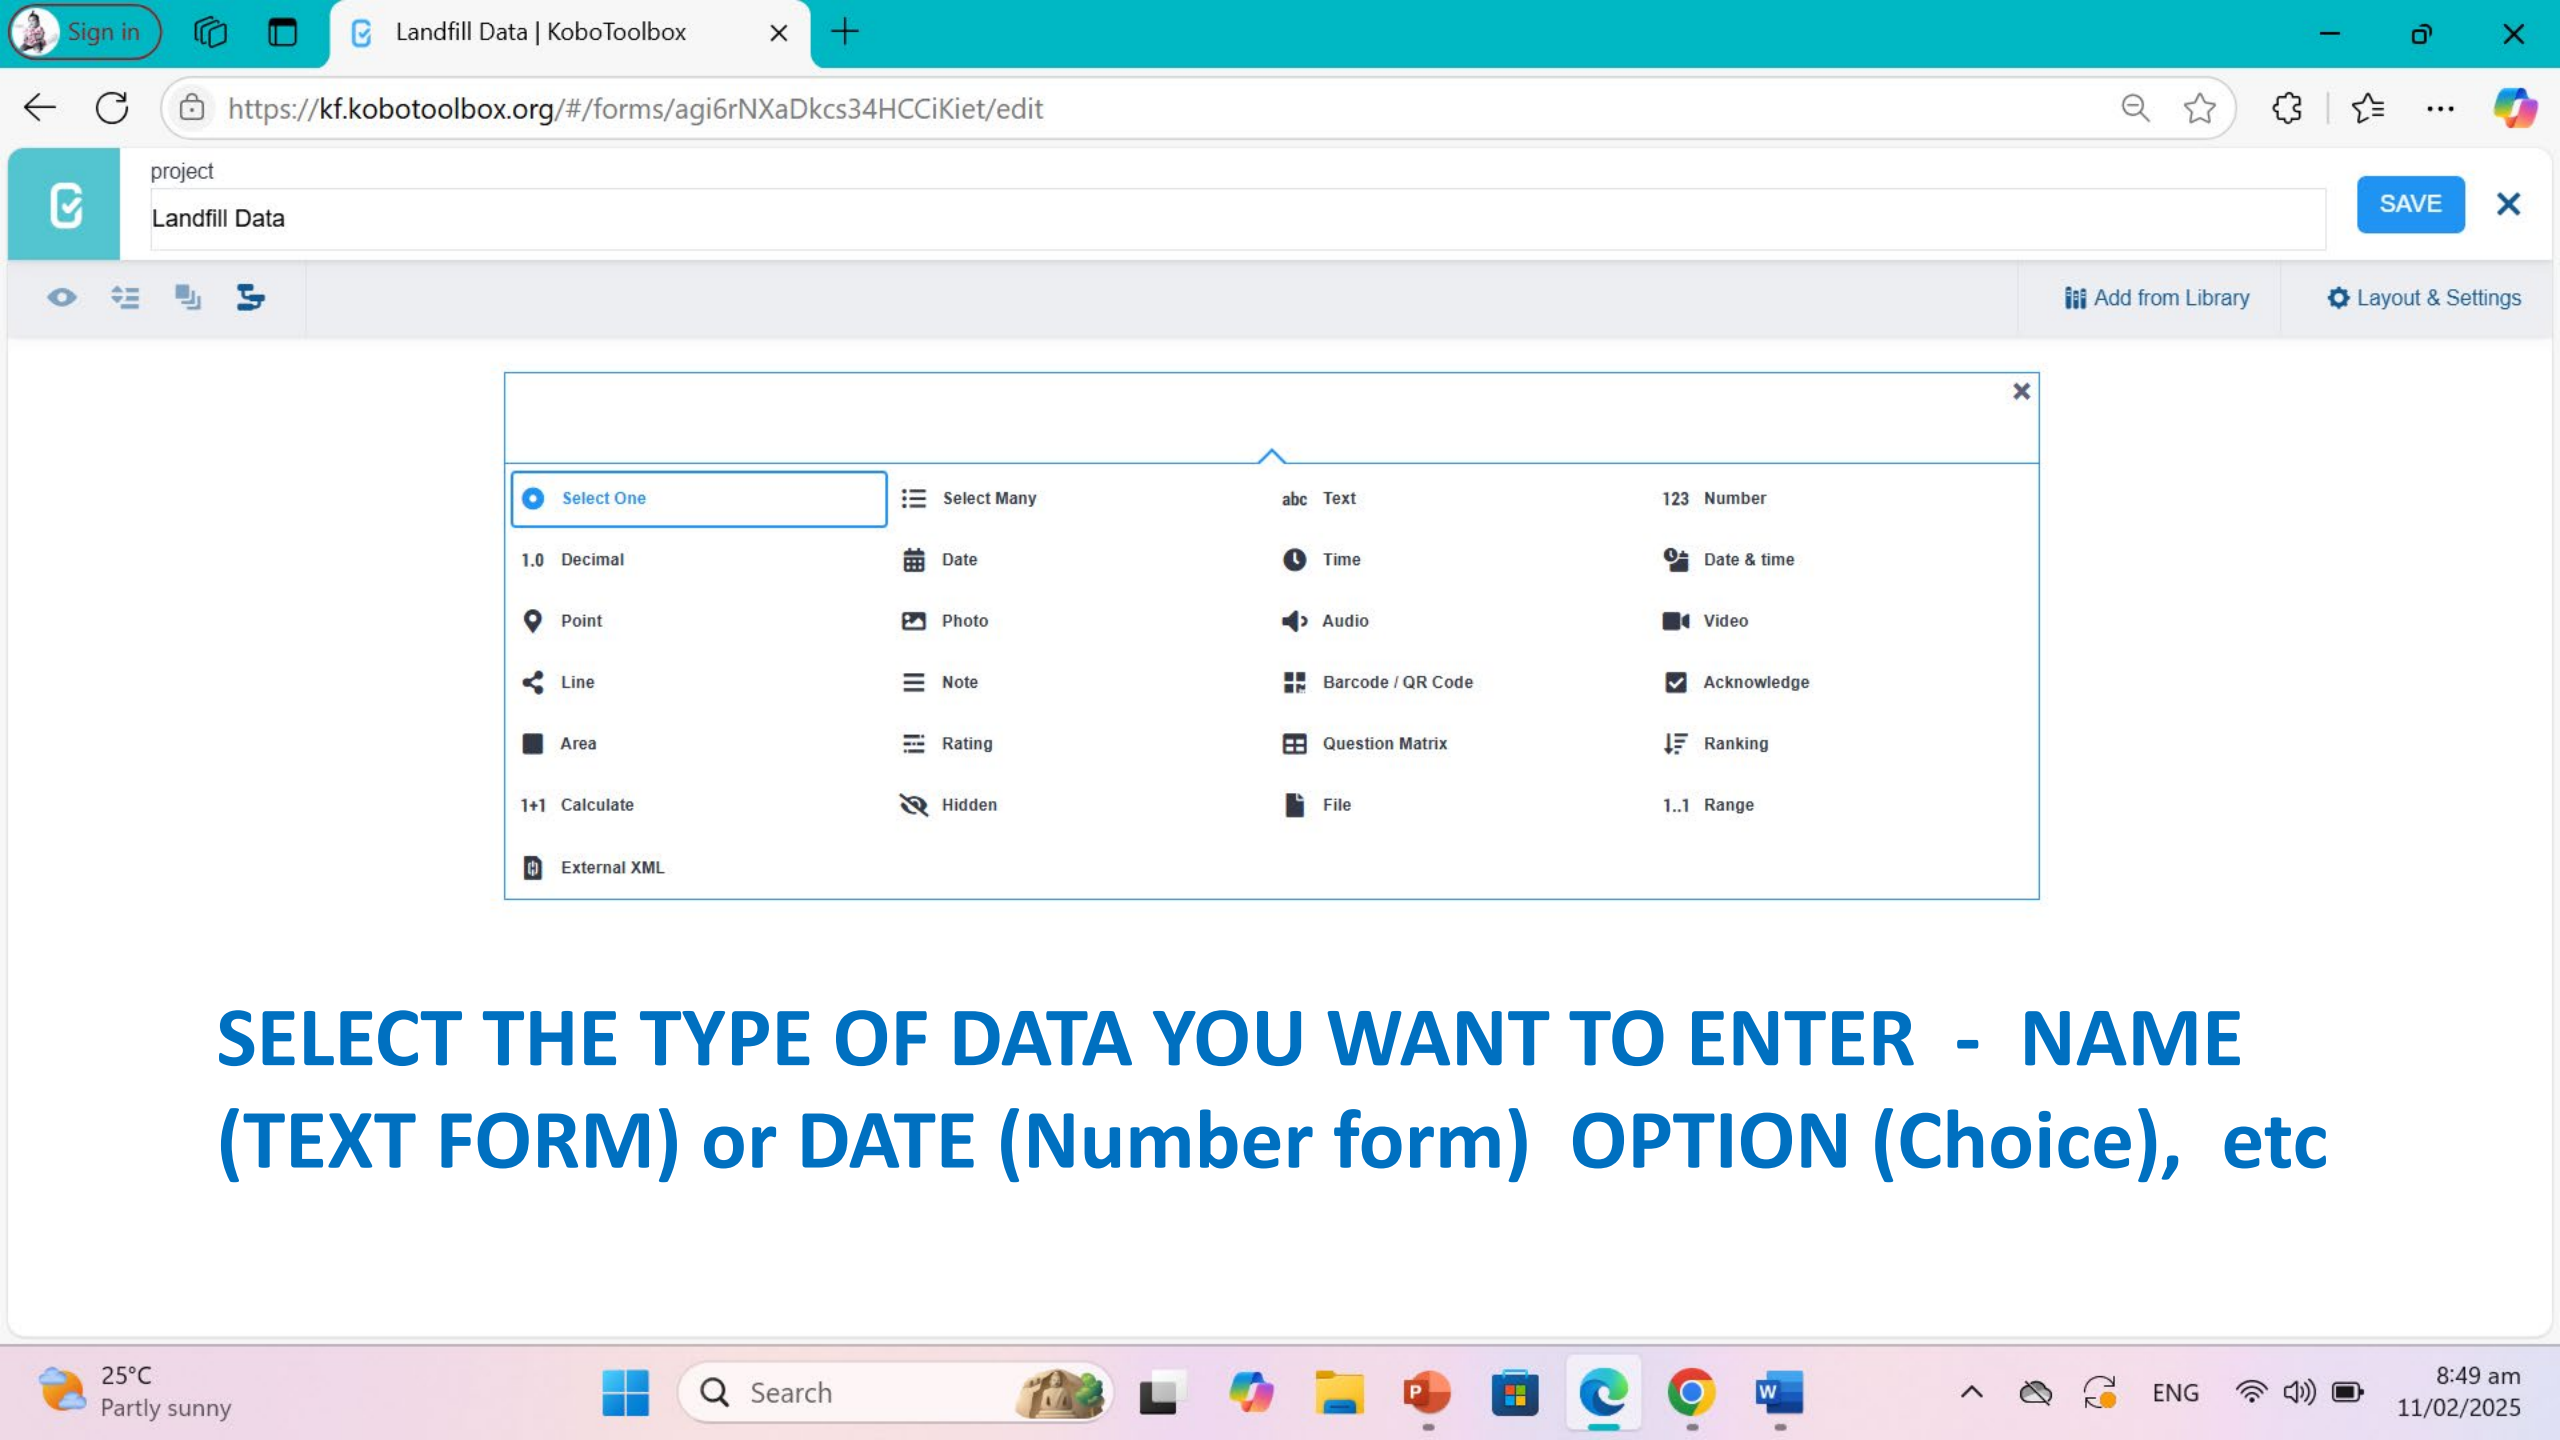 Sign in
Landfill Data | KoboToolbox
https://kf.kobotoolbox.org/#/forms/agi6rNXaDkcs34HCCiKiet/edit
project
Landfill Data
SAVE
Add from Library
Layout & Settings
Select One
Select Many
abc Text
123 Number
1.0 Decimal
Date
Time
Date & time
Point
Photo
Audio
Video
Line
Note
Barcode / QR Code
Acknowledge
Area
Rating
Question Matrix
Ranking
1+1 Calculate
Hidden
File
1..1 Range
External XML
SELECT THE TYPE OF DATA YOU WANT TO ENTER - NAME
(TEXT FORM) or DATE (Number form) OPTION (Choice), etc
25°C
Partly sunny
Search
ENG
8:49 am
11/02/2025